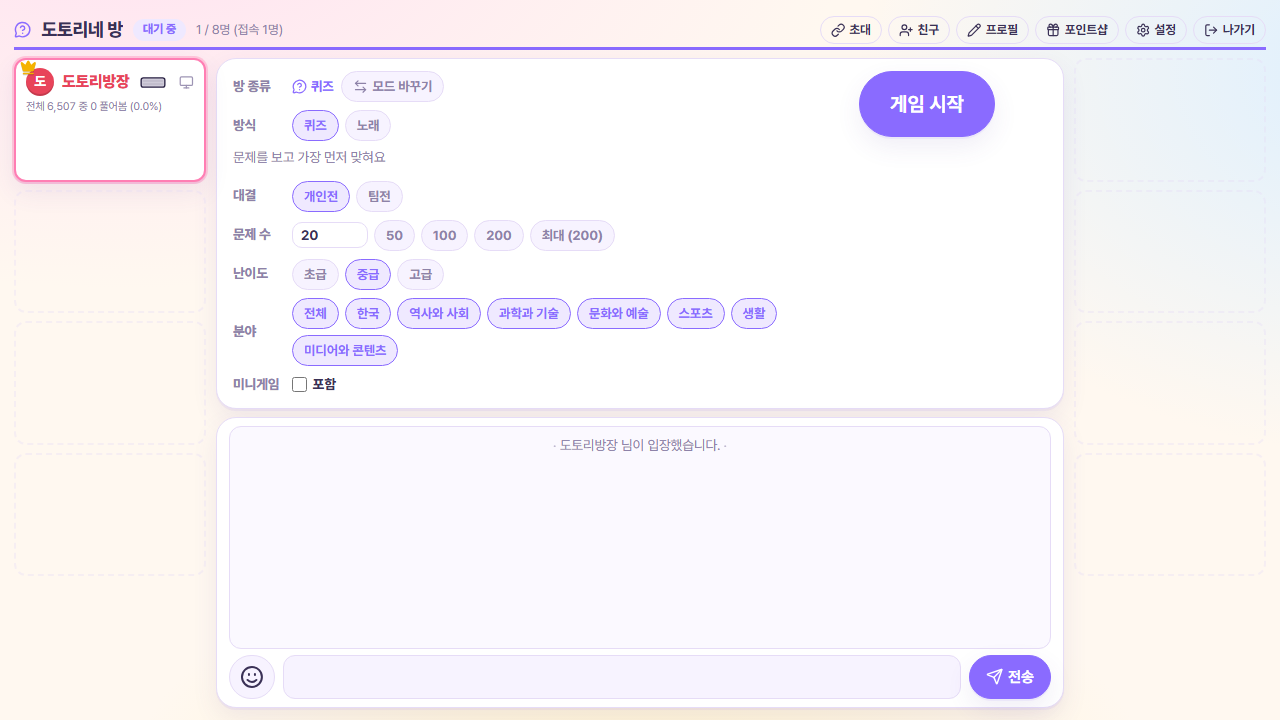 도토리네 방 대기 중 1 / 8명 (접속 1명) 초대 친구 프로필 포인트샵 설정 나가기
도 도토리방장
전체 6,507 중 0 풀어봄 (0.0%)
방 종류 퀴즈 모드 바꾸기
게임 시작
방식 퀴즈 노래
문제를 보고 가장 먼저 맞혀요
대결 개인전 팀전
문제 수 20 50 100 200 최대 (200)
난이도 초급 중급 고급
분야 전체 한국 역사와 사회 과학과 기술 문화와 예술 스포츠 생활
미디어와 콘텐츠
미니게임 포함
· 도토리방장 님이 입장했습니다. ·
전송